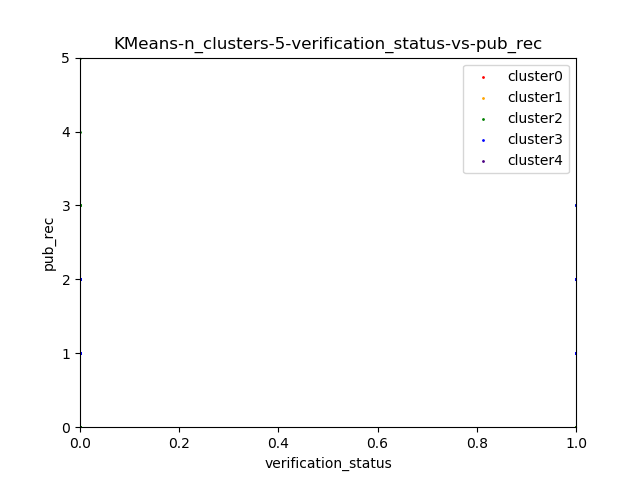 KMeans-n_clusters-5-verification_status-vs-pub_rec
cluster0
cluster1
cluster2
cluster3
cluster4
pub_rec
5
4
3
2
1
0
0.0 0.2 0.4 0.6 0.8 1.0
verification_status